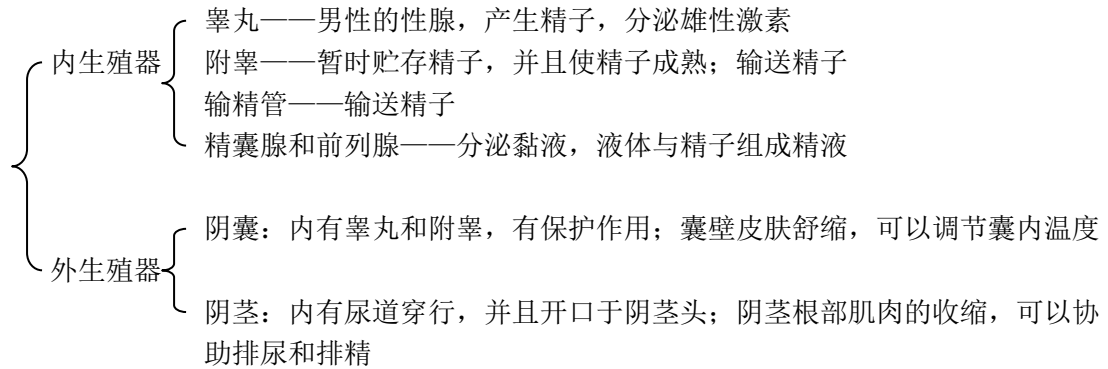 睾丸——男性的性腺，产生精子，分泌雄性激素
内生殖器
附睾——暂时贮存精子，并且使精子成熟；输送精子
输精管——输送精子
精囊腺和前列腺——分泌黏液，液体与精子组成精液
阴囊：内有睾丸和附睾，有保护作用；囊壁皮肤舒缩，可以调节囊内温度
外生殖器
阴茎：内有尿道穿行，并且开口于阴茎头；阴茎根部肌肉的收缩，可以协
助排尿和排精